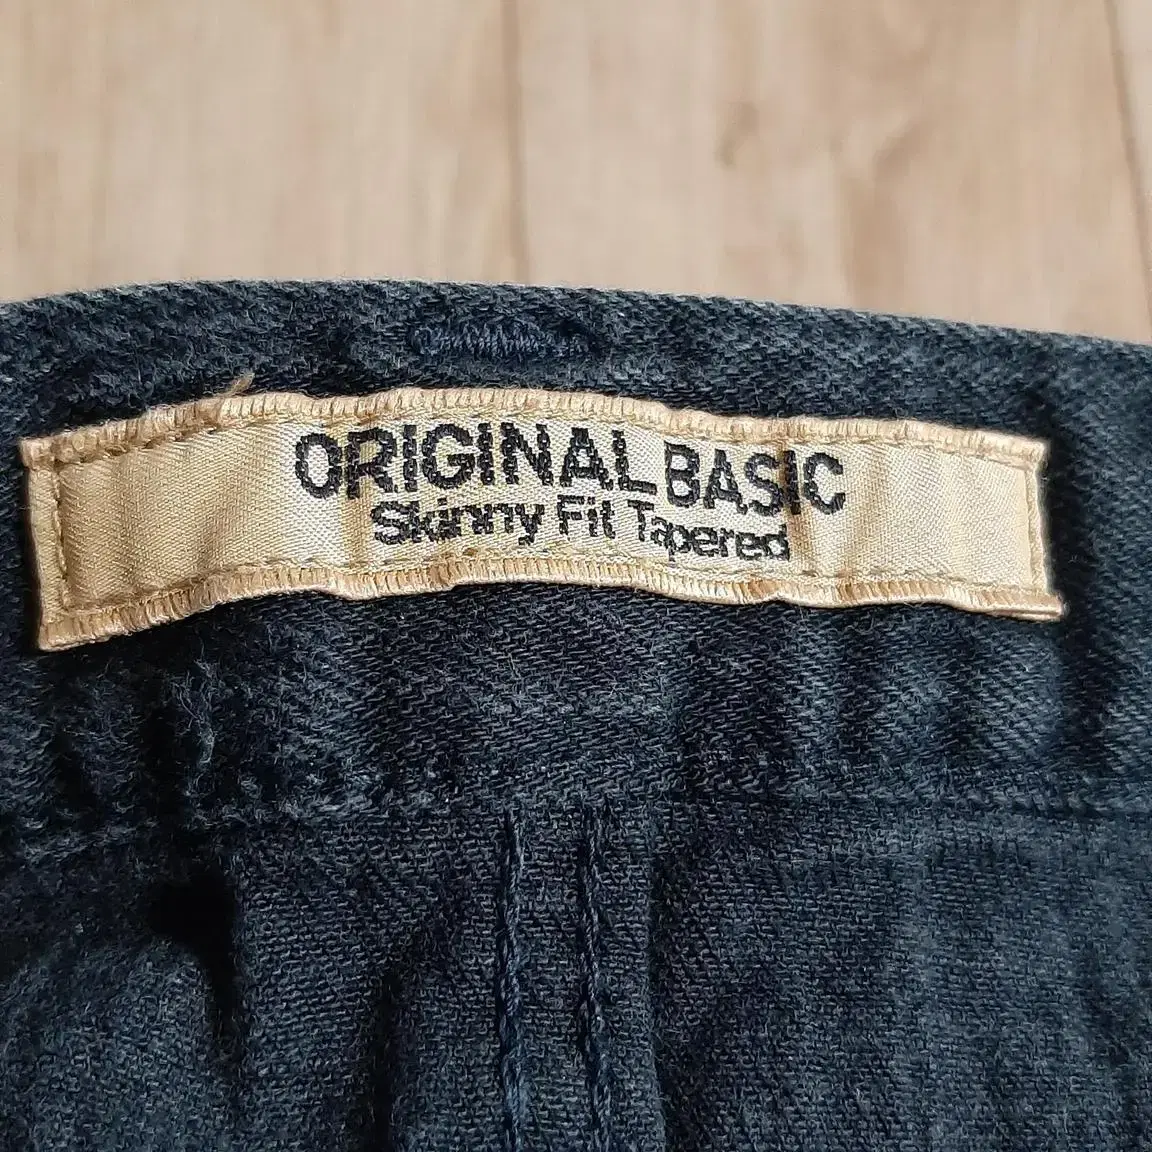 ORIGINAL BASIC
Skinny Fit Tapered